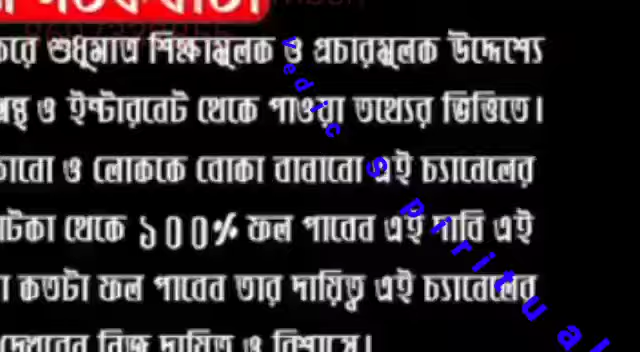 সতর্কবার্তা
করে শুধুমাত্র শিক্ষামূলক ও প্রচারমূলক উদ্দেশ্যে
গ্রন্থ ও ইন্টারনেট থেকে পাওয়া তথ্যের ভিত্তিতে।
ানো ও লোককে বোকা বানানো এই চ্যানেলের
টোটকা থেকে ১০০% ফল পাবেন এই দাবি এই
কতটা ফল পাবেন তার দায়িত্ব এই চ্যানেলের
দেখবেন নিজ দায়িত্ব ও বিশ্বাসে।
Vedic Spiritual